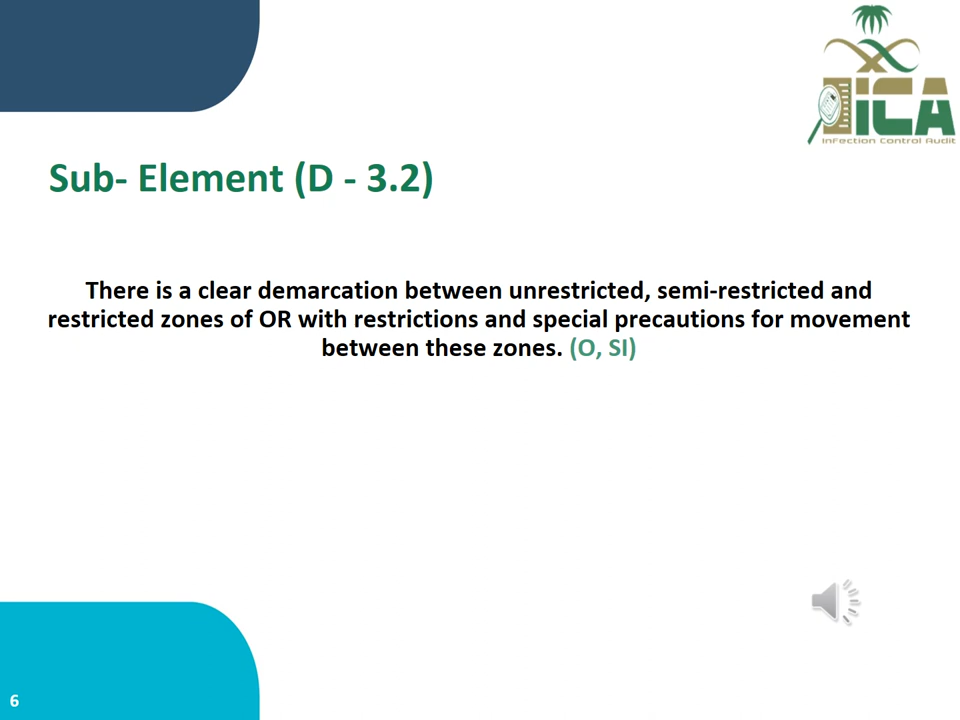 iCA
InFection Control Audit
Sub- Element (D - 3.2)
There is a clear demarcation between unrestricted, semi-restricted and
restricted zones of OR with restrictions and special precautions for movement
between these zones. (O, SI)
6